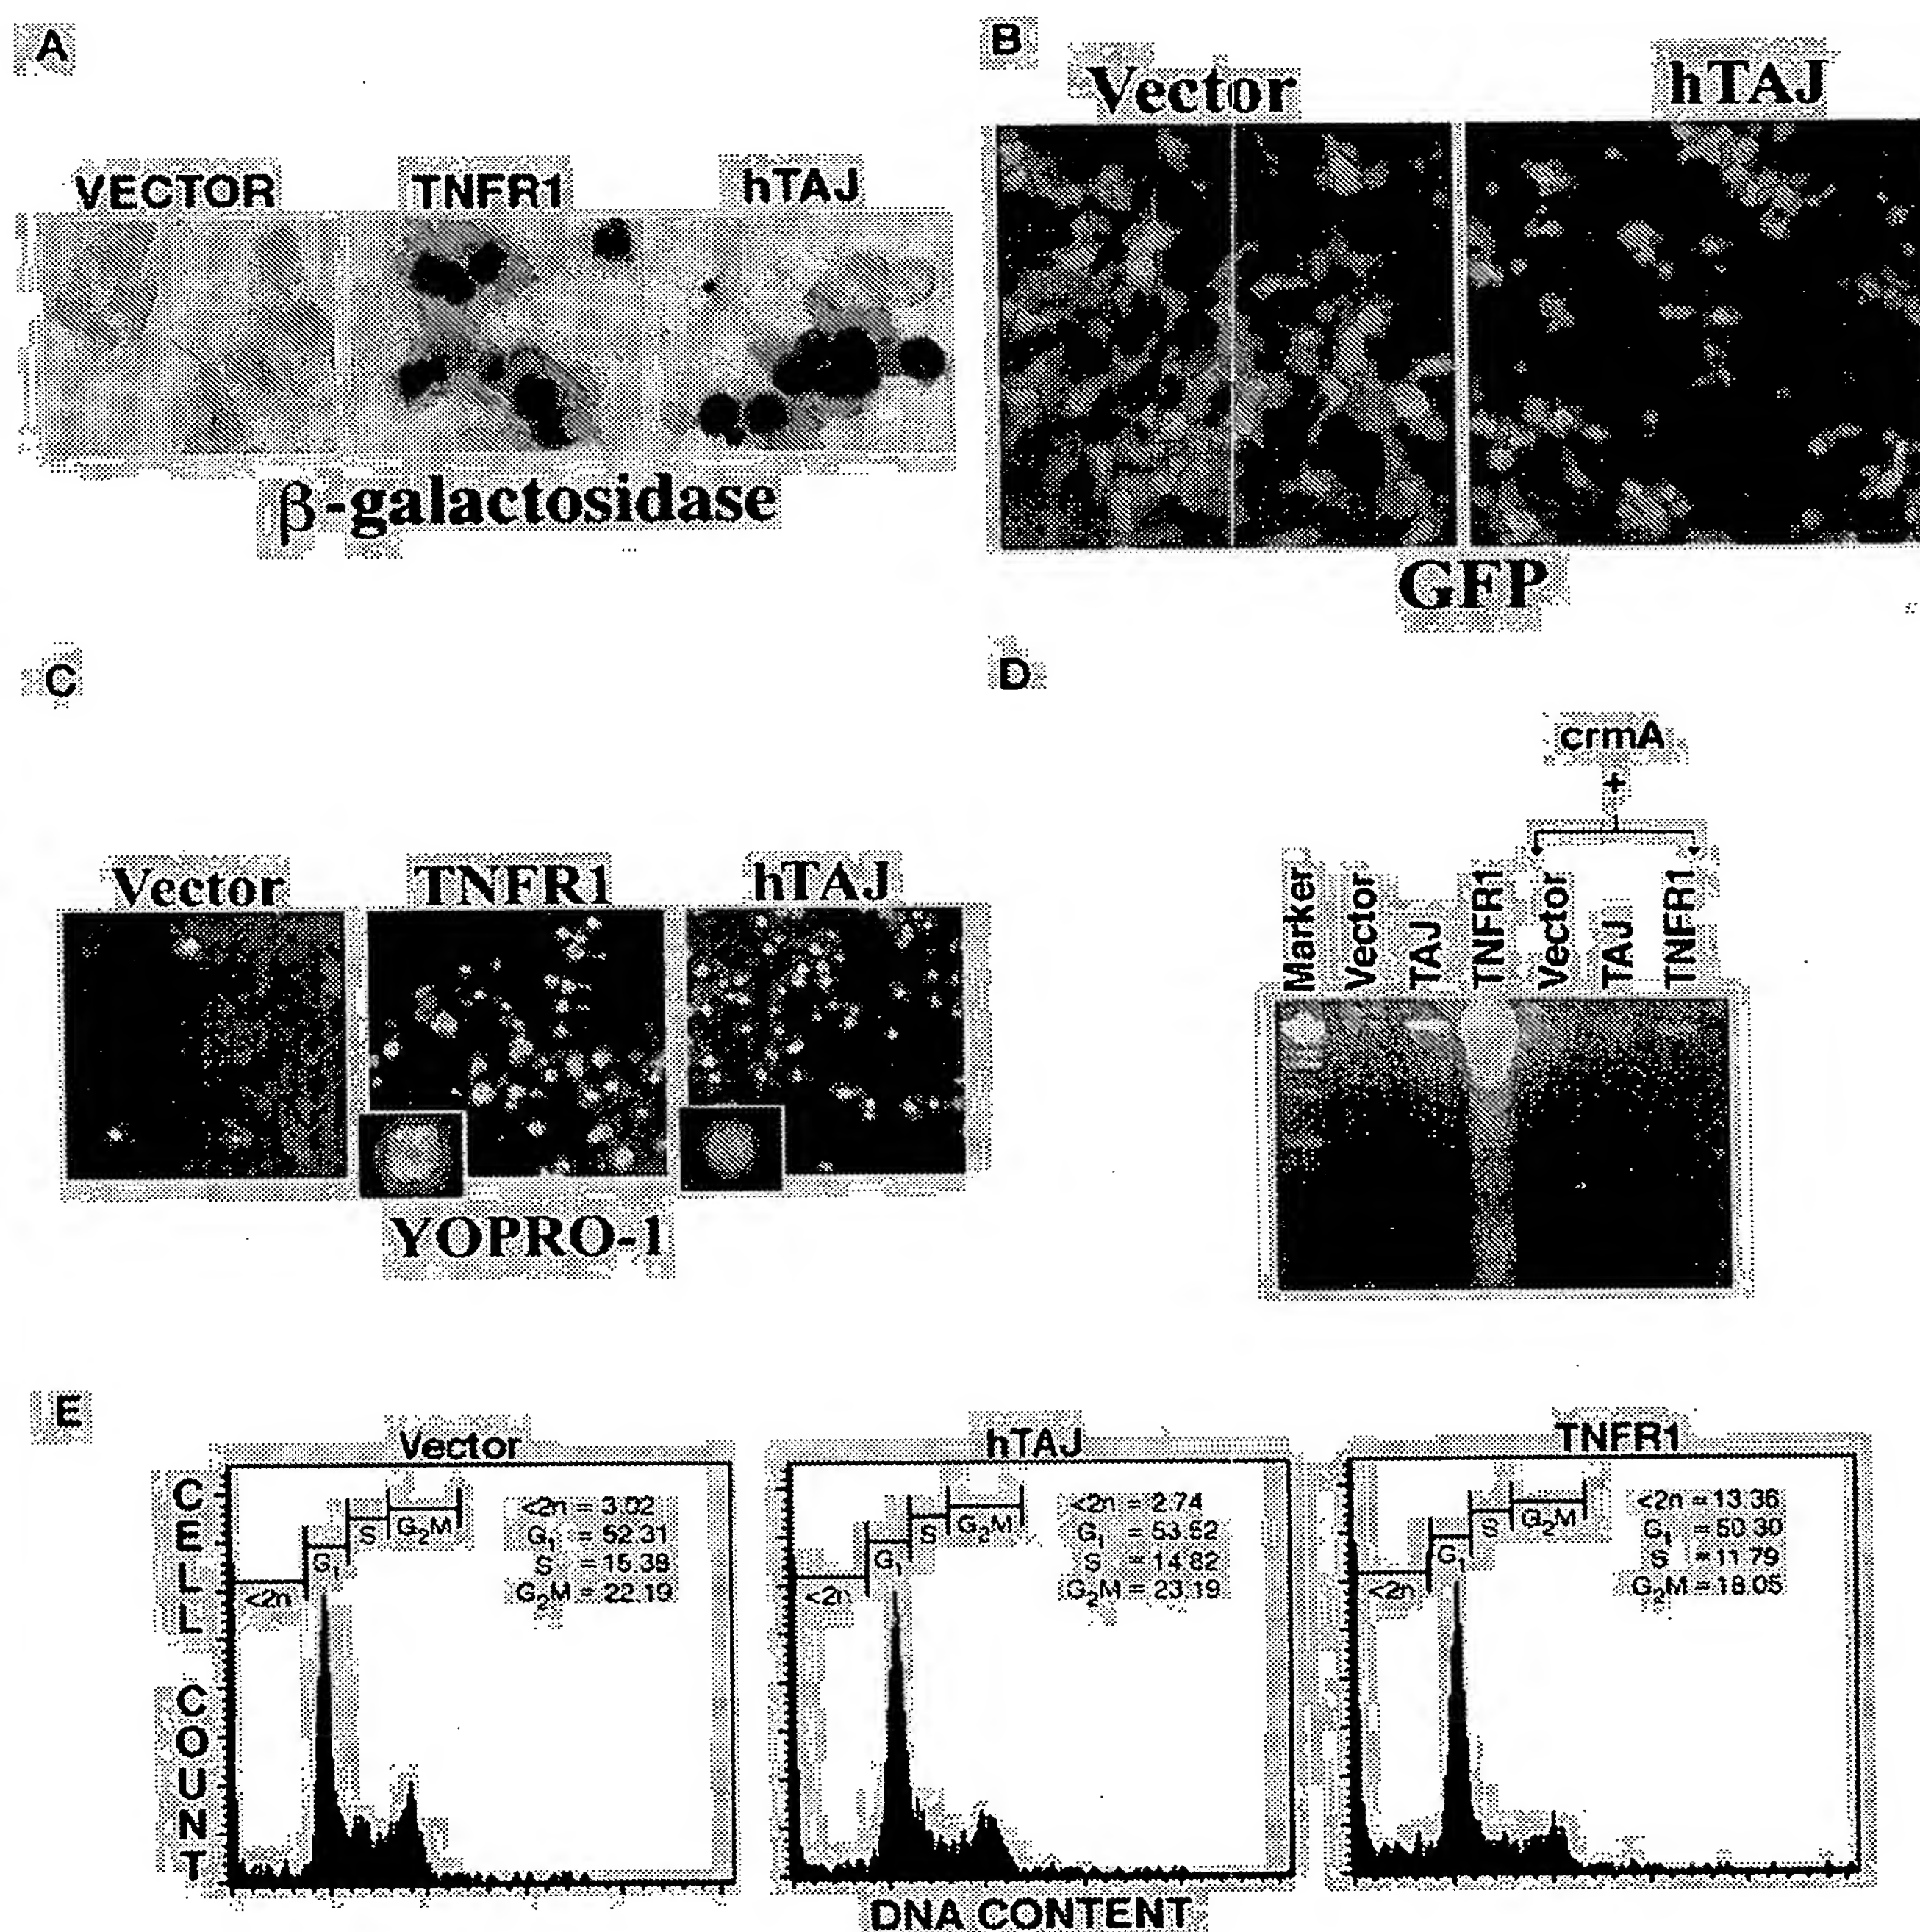 A
VECTOR TNFR1 hTAJ
β-galactosidase
B
Vector hTAJ
GFP
C
Vector TNFR1 hTAJ
YOPRO-1
D
crmA
+
Marker Vector TAJ TNFR1 Vector TAJ TNFR1
E
CELL COUNT
Vector
<2n G1 S G2M
<2n = 3.02
G1 = 52.31
S = 15.38
G2M = 22.19
hTAJ
<2n G1 S G2M
<2n = 2.74
G1 = 53.52
S = 14.82
G2M = 23.19
TNFR1
<2n G1 S G2M
<2n = 13.36
G1 = 50.30
S = 11.79
G2M = 18.05
DNA CONTENT